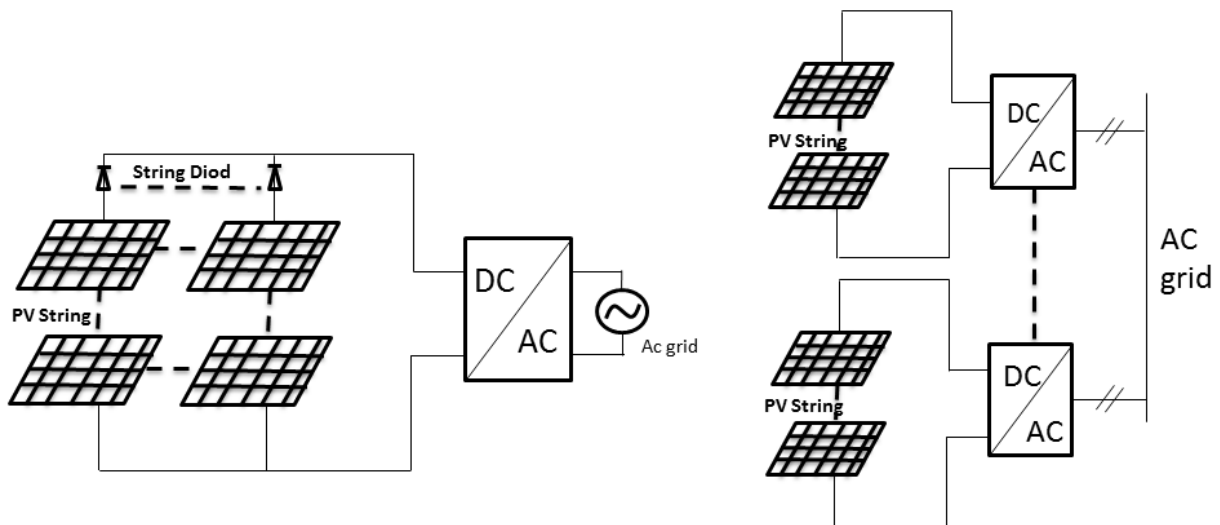 String Diod
PV String
DC
AC
Ac grid
PV String
DC
AC
PV String
DC
AC
AC
grid